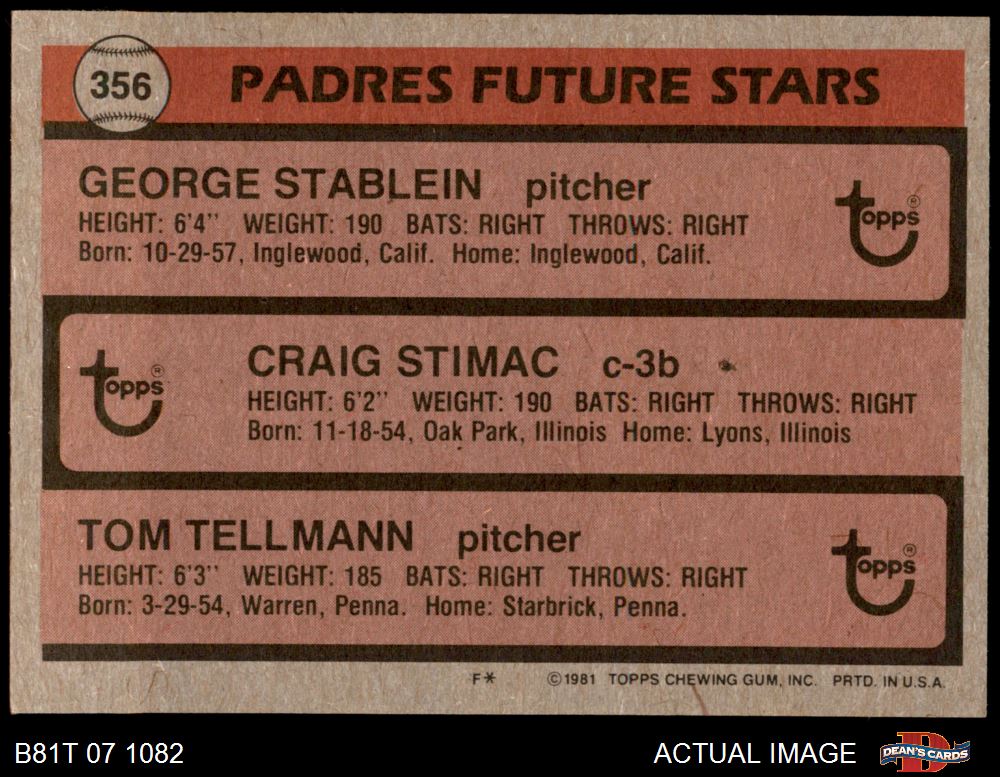 356
PADRES FUTURE STARS
GEORGE STABLEIN pitcher
HEIGHT: 6'4'' WEIGHT: 190 BATS: RIGHT THROWS: RIGHT
Born: 10-29-57, Inglewood, Calif. Home: Inglewood, Calif.
topps®
CRAIG STIMAC c-3b
HEIGHT: 6'2'' WEIGHT: 190 BATS: RIGHT THROWS: RIGHT
Born: 11-18-54, Oak Park, Illinois Home: Lyons, Illinois
topps®
TOM TELLMANN pitcher
HEIGHT: 6'3'' WEIGHT: 185 BATS: RIGHT THROWS: RIGHT
Born: 3-29-54, Warren, Penna. Home: Starbrick, Penna.
topps®
F* ©1981 TOPPS CHEWING GUM, INC. PRTD. IN U.S.A.
B81T 07 1082
ACTUAL IMAGE
D
DEAN'S CARDS